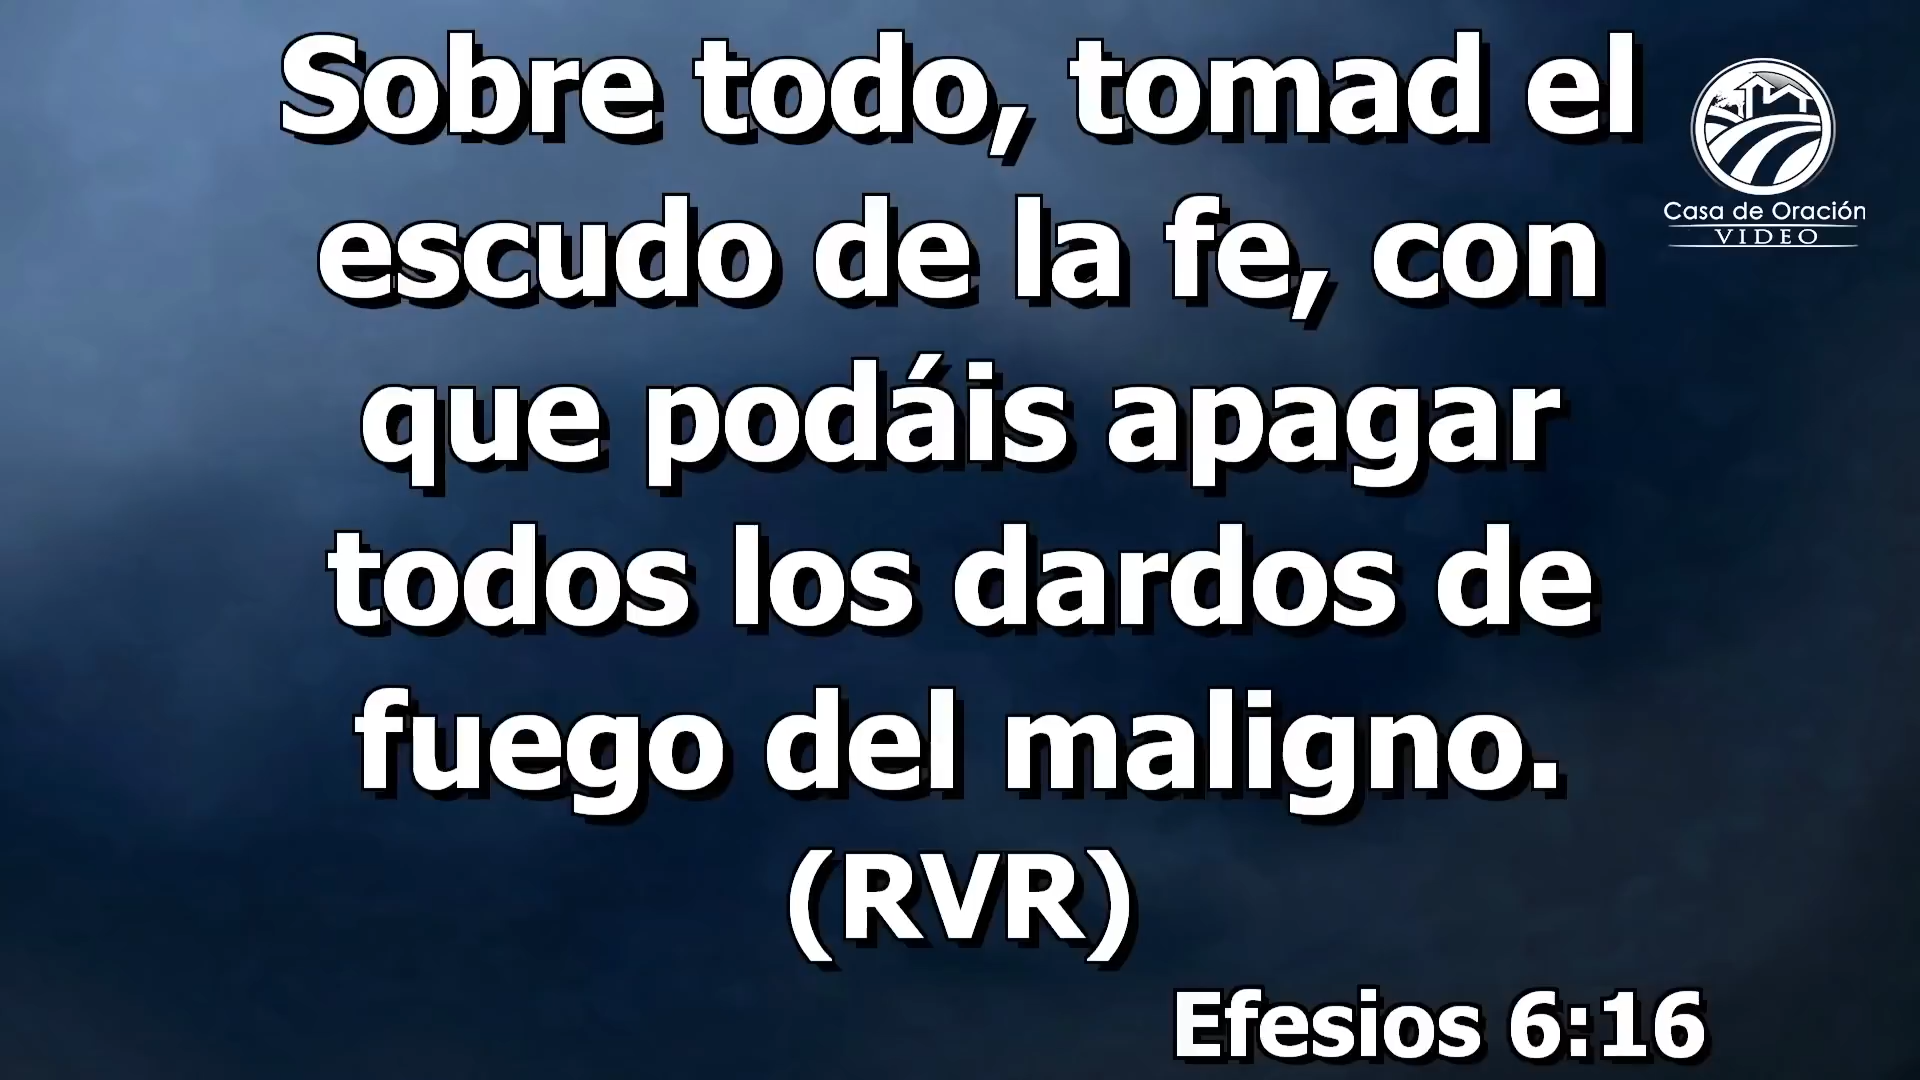 Sobre todo, tomad el
escudo de la fe, con
que podáis apagar
todos los dardos de
fuego del maligno.
(RVR)
Efesios 6:16
Casa de Oración
VIDEO